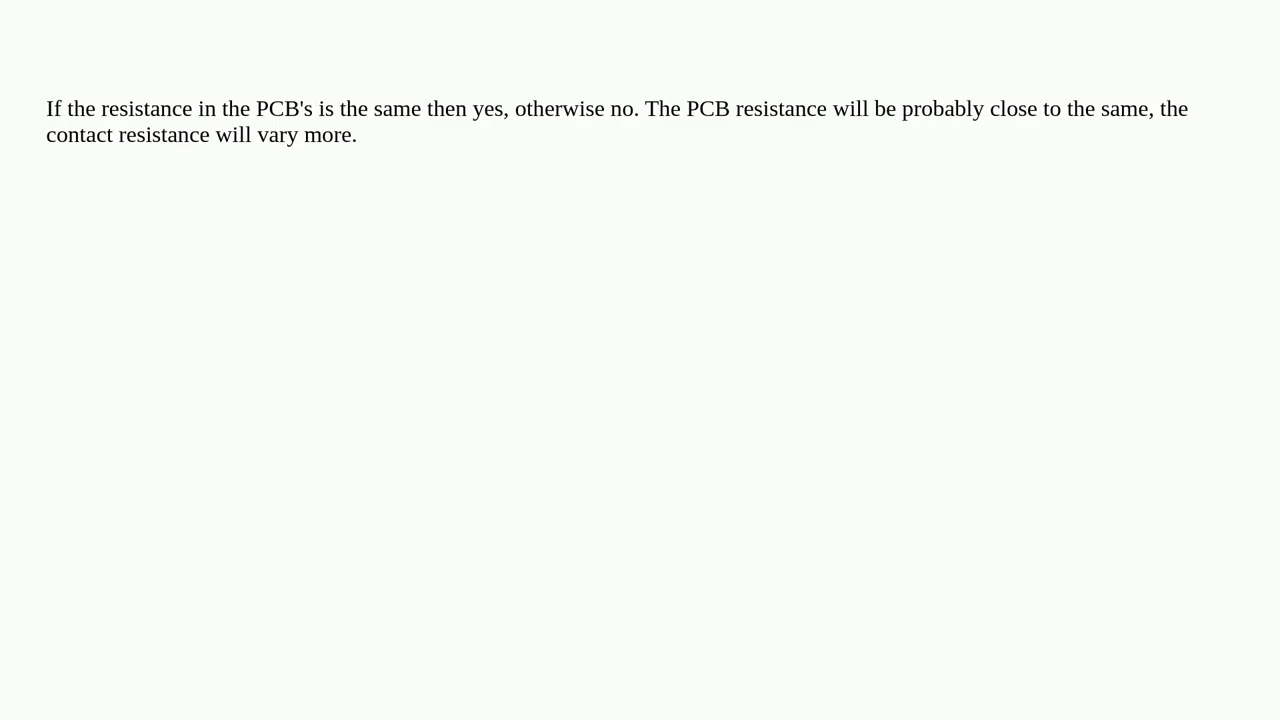 If the resistance in the PCB's is the same then yes, otherwise no. The PCB resistance will be probably close to the same, the
contact resistance will vary more.